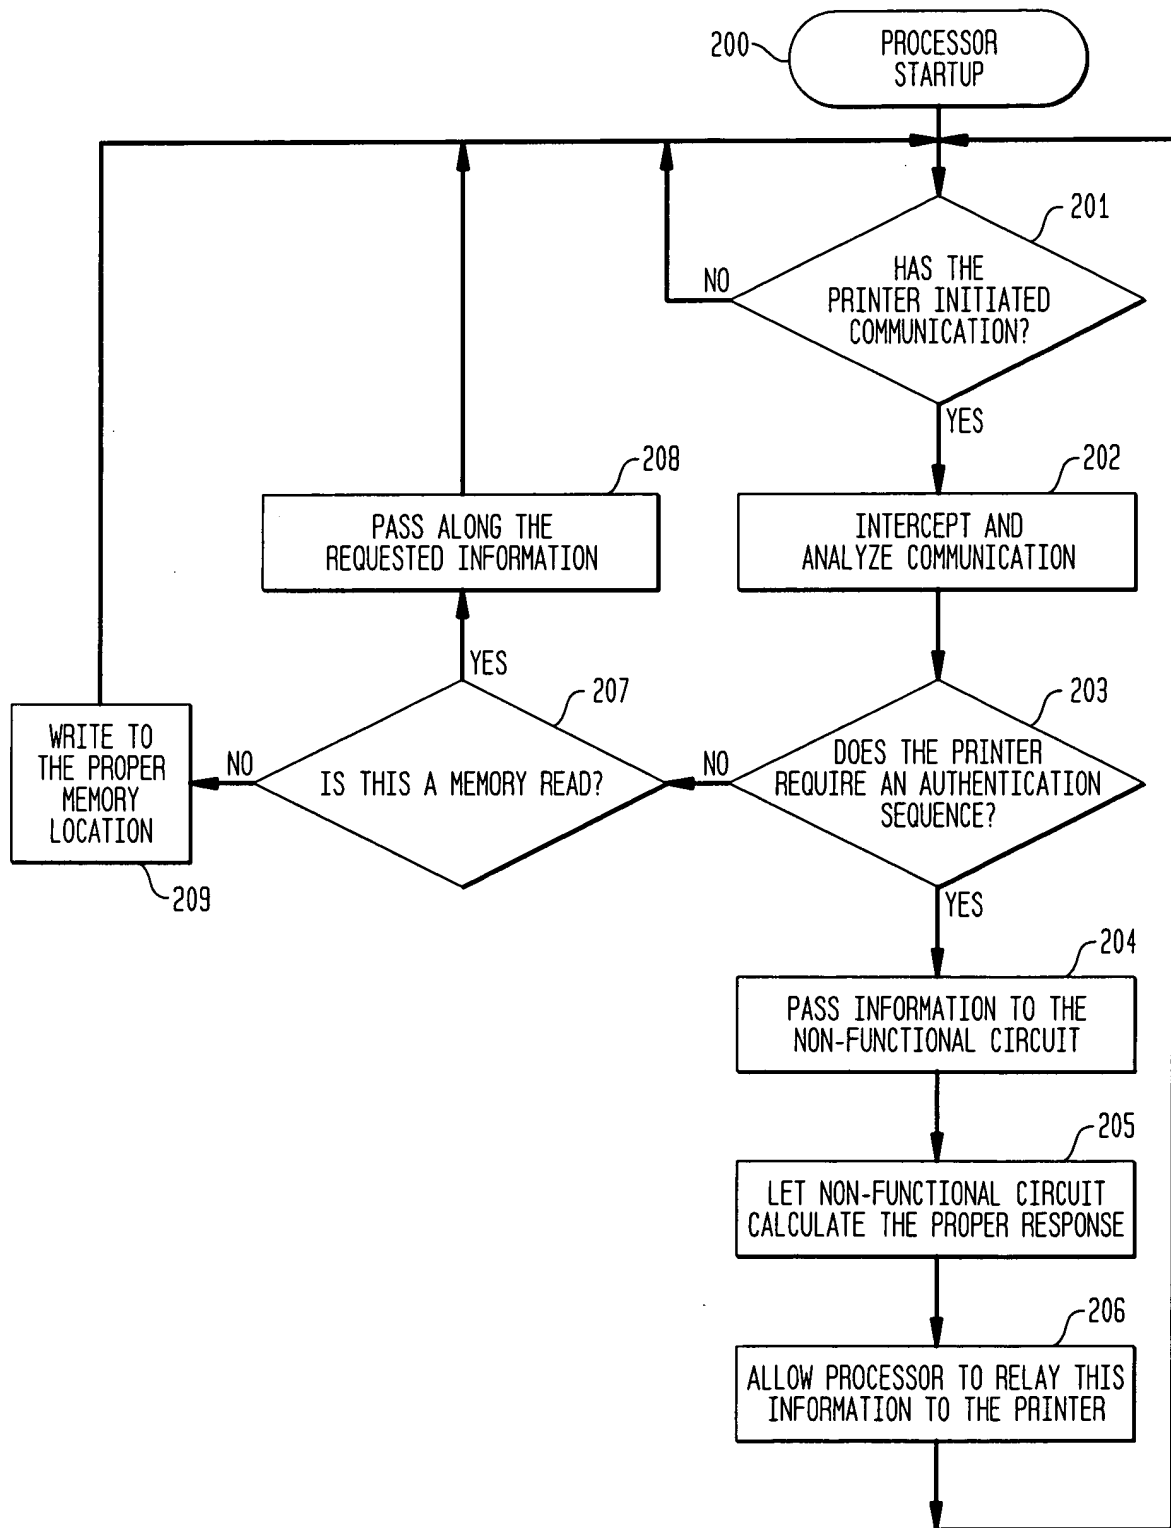 200
PROCESSOR
STARTUP
201
HAS THE
PRINTER INITIATED
COMMUNICATION?
NO
YES
202
INTERCEPT AND
ANALYZE COMMUNICATION
203
DOES THE PRINTER
REQUIRE AN AUTHENTICATION
SEQUENCE?
NO
YES
204
PASS INFORMATION TO THE
NON-FUNCTIONAL CIRCUIT
205
LET NON-FUNCTIONAL CIRCUIT
CALCULATE THE PROPER RESPONSE
206
ALLOW PROCESSOR TO RELAY THIS
INFORMATION TO THE PRINTER
207
IS THIS A MEMORY READ?
YES
NO
208
PASS ALONG THE
REQUESTED INFORMATION
WRITE TO
THE PROPER
MEMORY
LOCATION
209